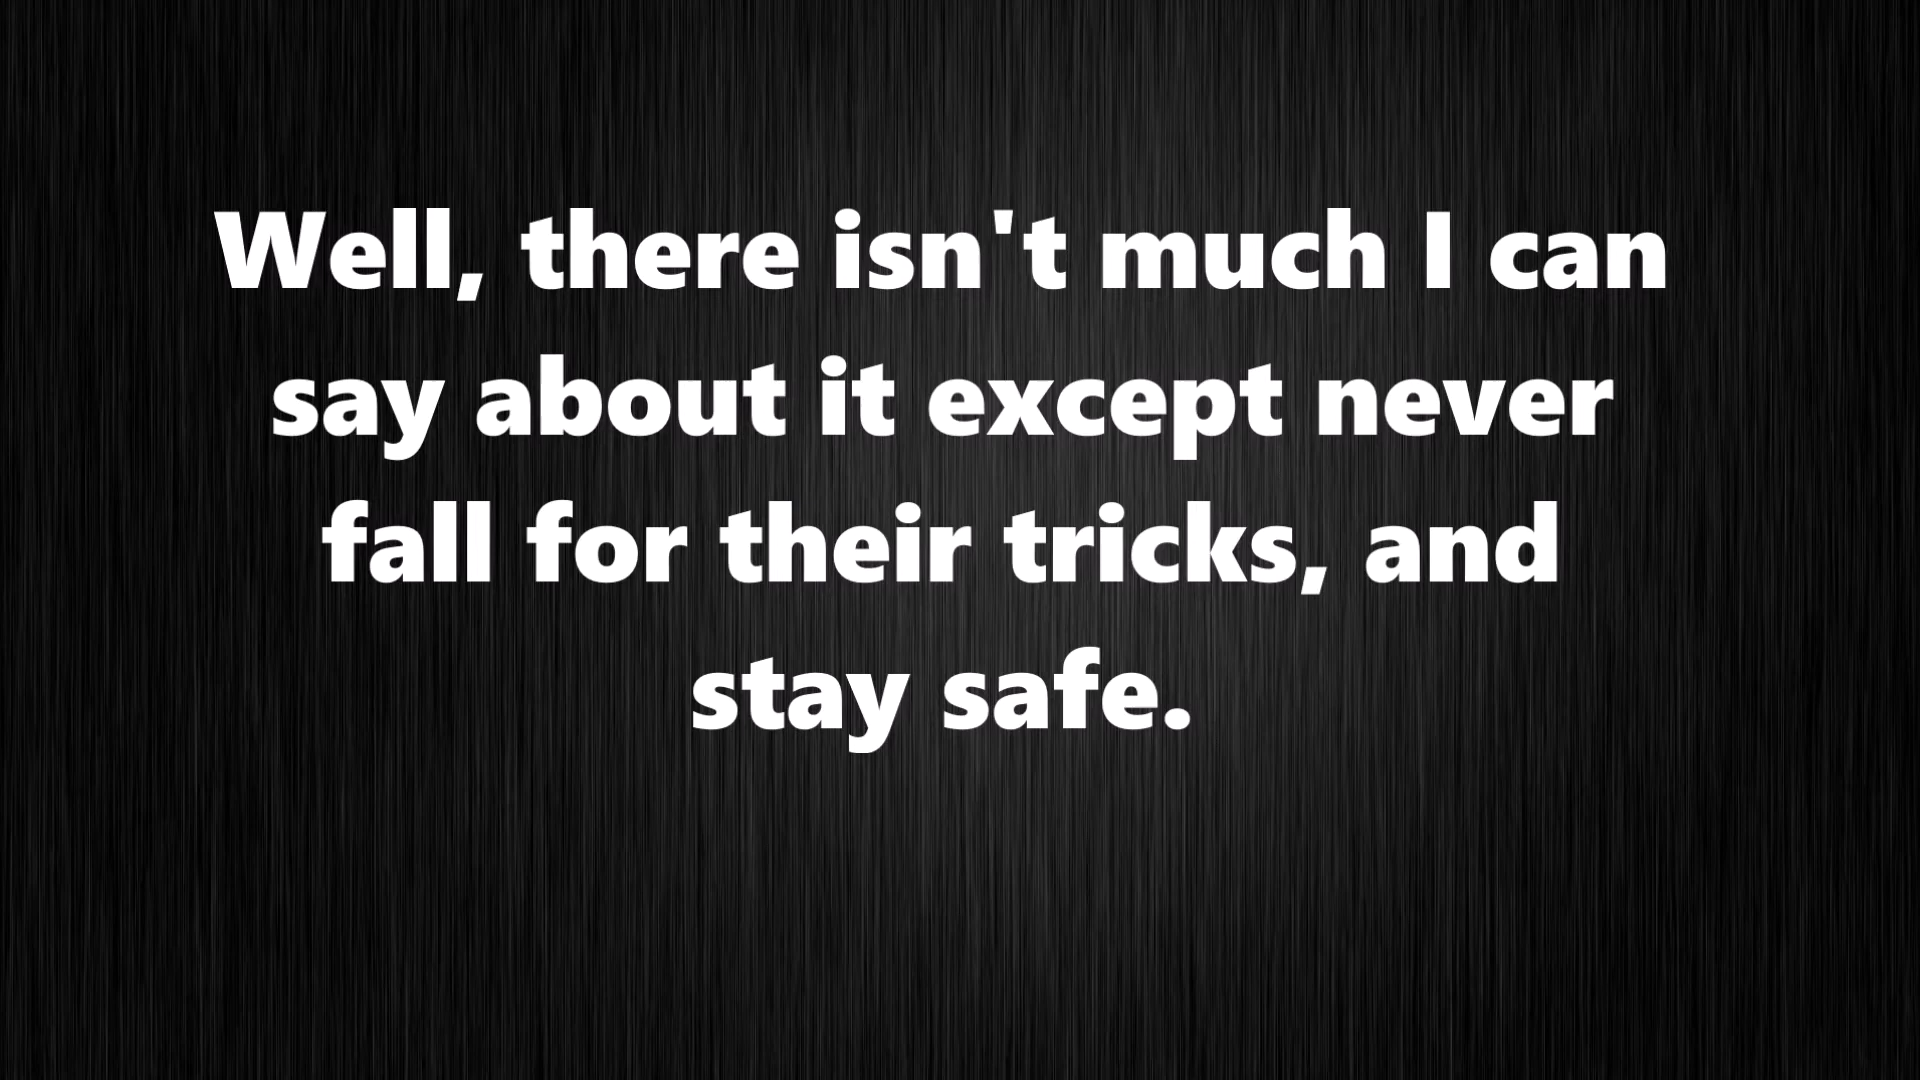 Well, there isn't much I can
say about it except never
fall for their tricks, and
stay safe.